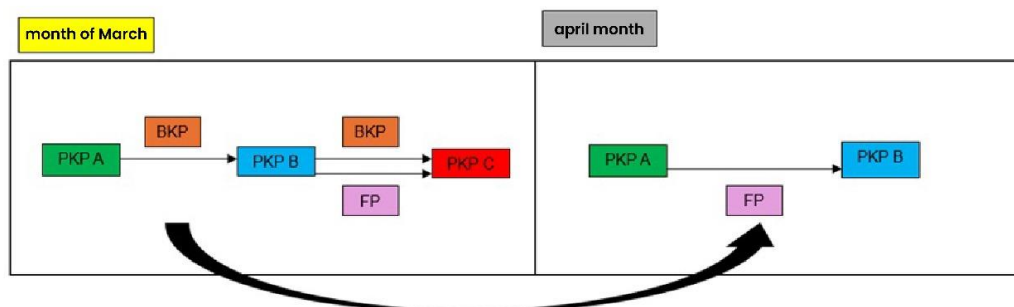 month of March
april month
BKP
BKP
PKP A
PKP B
PKP C
FP
PKP A
PKP B
FP